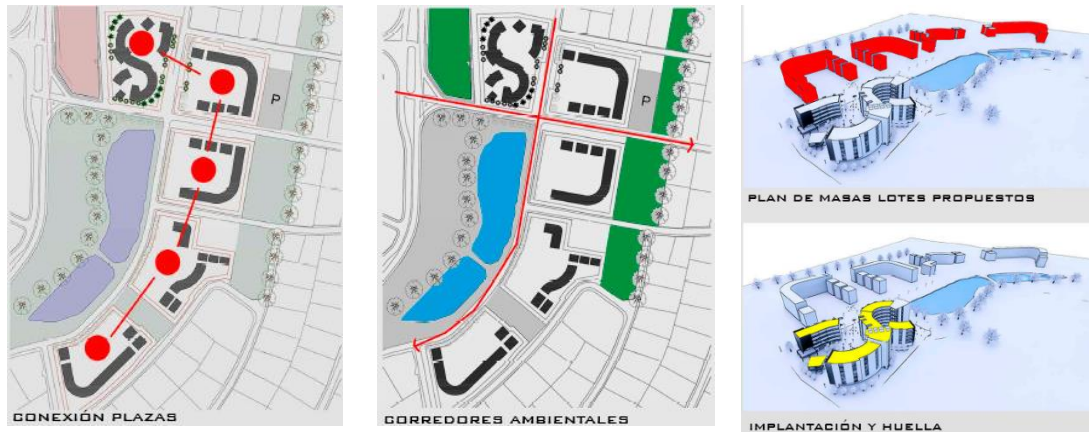 P
CONEXIÓN PLAZAS
P
CORREDORES AMBIENTALES
PLAN DE MASAS LOTES PROPUESTOS
IMPLANTACIÓN Y HUELLA